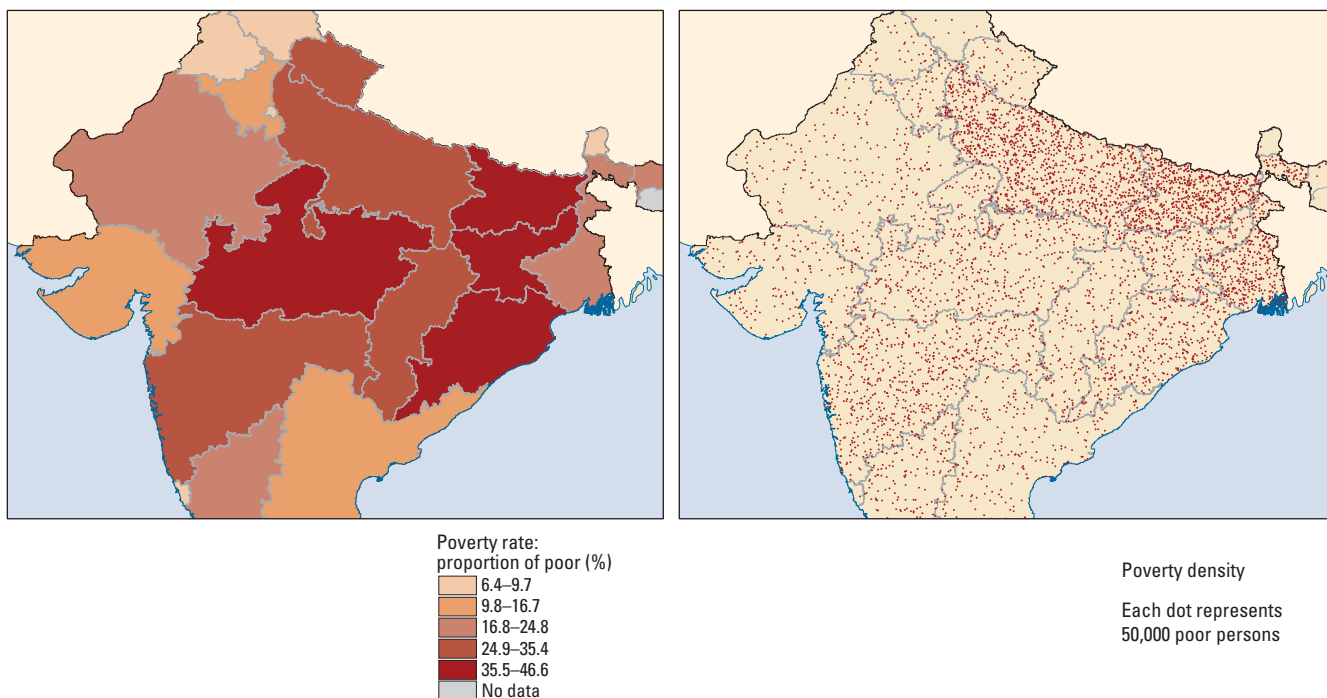 Poverty rate:
proportion of poor (%)
6.4–9.7
9.8–16.7
16.8–24.8
24.9–35.4
35.5–46.6
No data
Poverty density
Each dot represents
50,000 poor persons